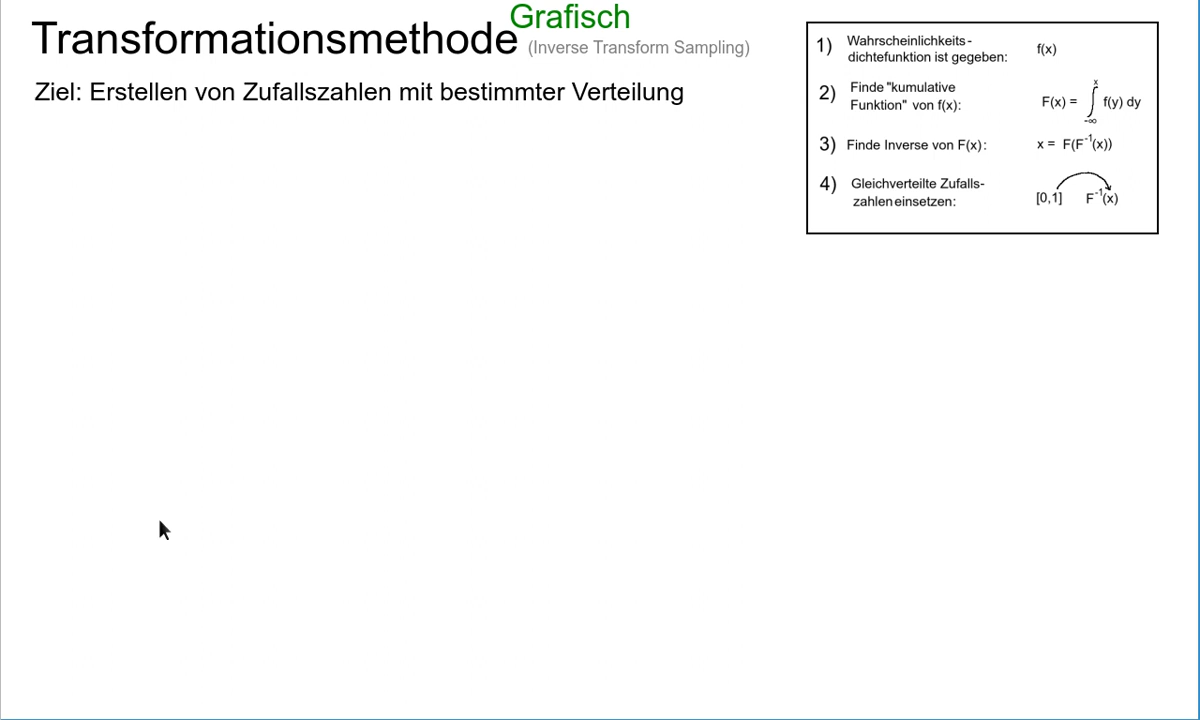 Grafisch
Transformationsmethode (Inverse Transform Sampling)
Ziel: Erstellen von Zufallszahlen mit bestimmter Verteilung
1) Wahrscheinlichkeits-
dichtefunktion ist gegeben: f(x)
2) Finde "kumulative
Funktion" von f(x): F(x) = ∫ˣ₋∞ f(y) dy
3) Finde Inverse von F(x): x = F(F⁻¹(x))
4) Gleichverteilte Zufalls-
zahlen einsetzen: [0,1] F⁻¹(x)